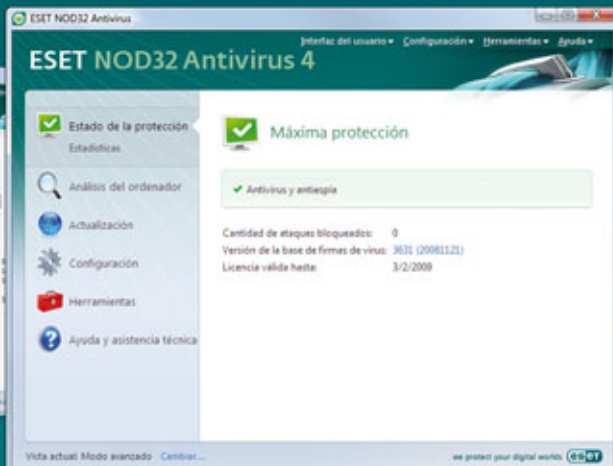 ESET NOD32 Antivirus
Interfaz del usuario Configuración Herramientas Ayuda
ESET NOD32 Antivirus 4
Estado de la protección
Estadísticas
Análisis del ordenador
Actualización
Configuración
Herramientas
Ayuda y asistencia técnica
Máxima protección
Antivirus y antiespía
Cantidad de ataques bloqueados: 0
Versión de la base de firmas de virus: 3631 (20081121)
Licencia válida hasta: 3/2/2009
Vista actual: Modo avanzado Cambiar...
we protect your digital worlds eset